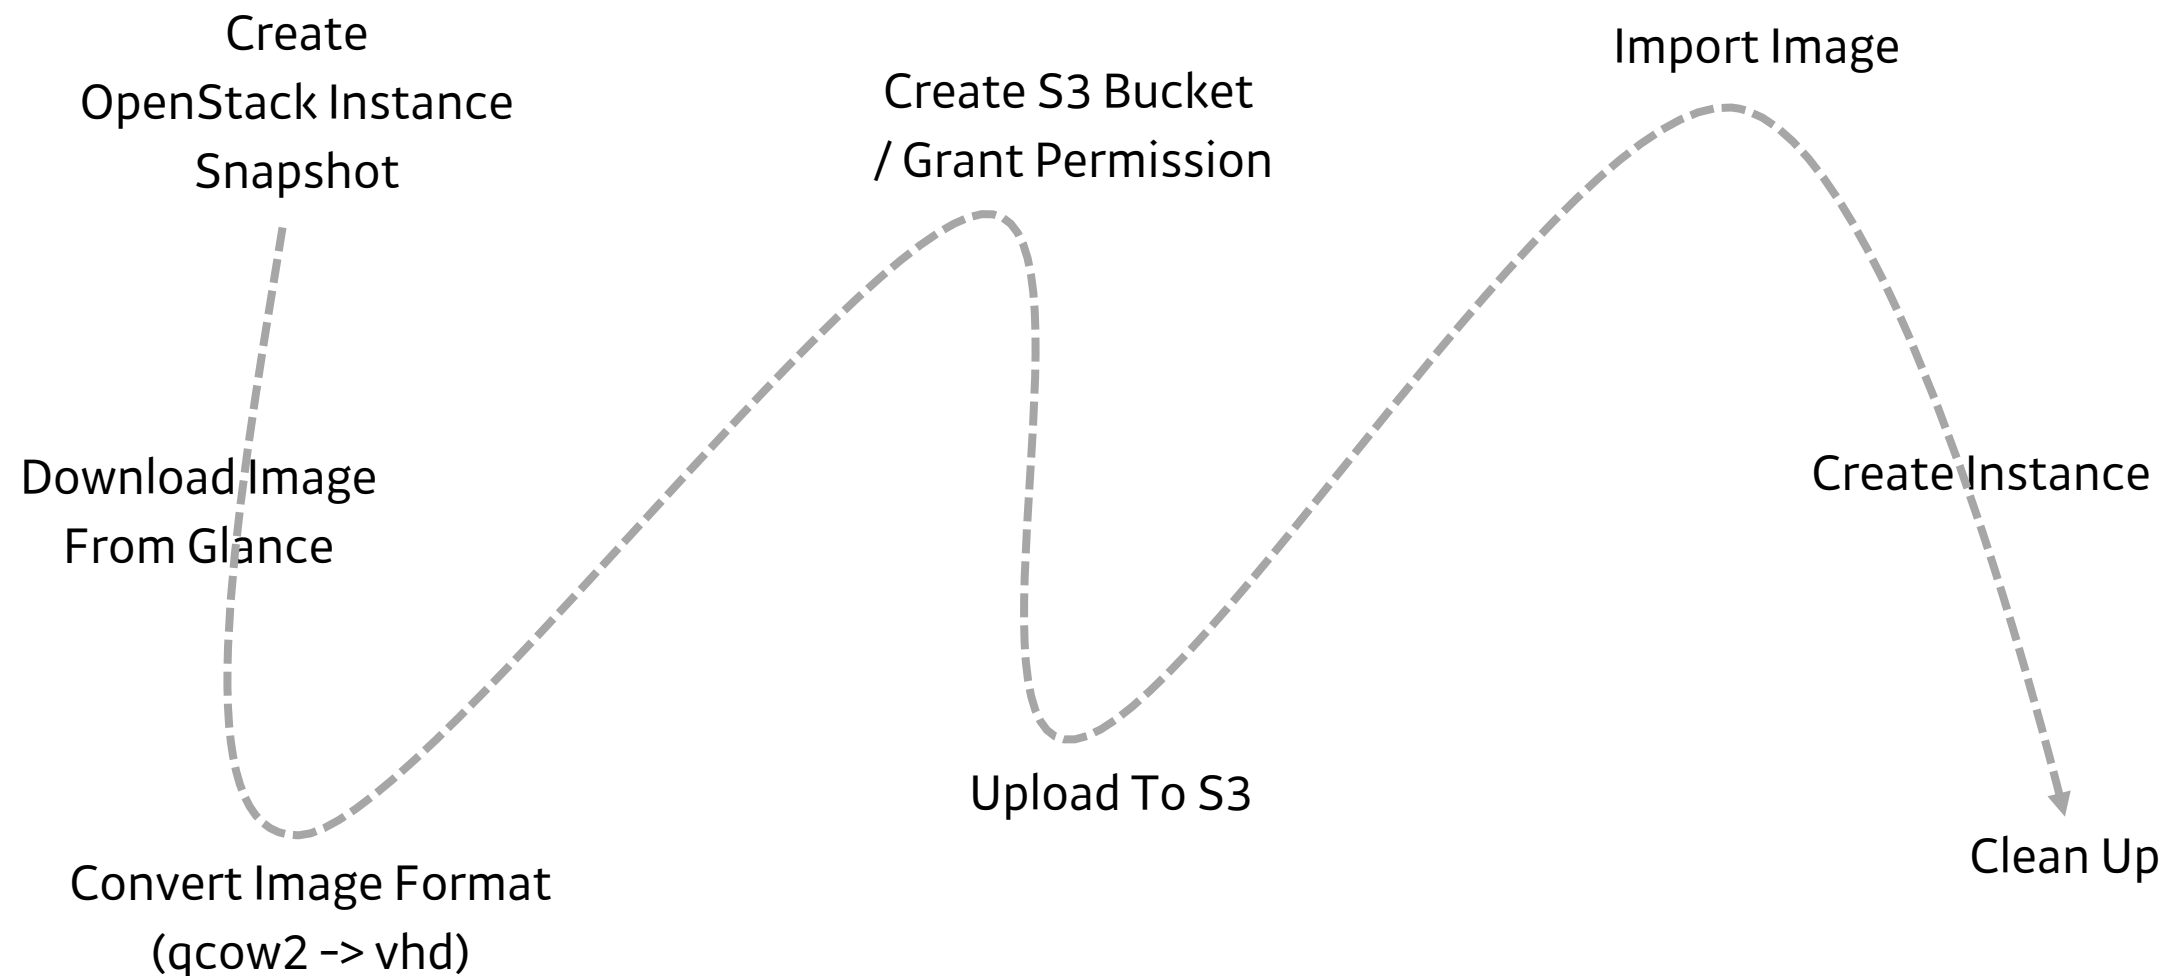 Create
OpenStack Instance
Snapshot
Download Image
From Glance
Convert Image Format
(qcow2 -> vhd)
Create S3 Bucket
/ Grant Permission
Upload To S3
Import Image
Create Instance
Clean Up